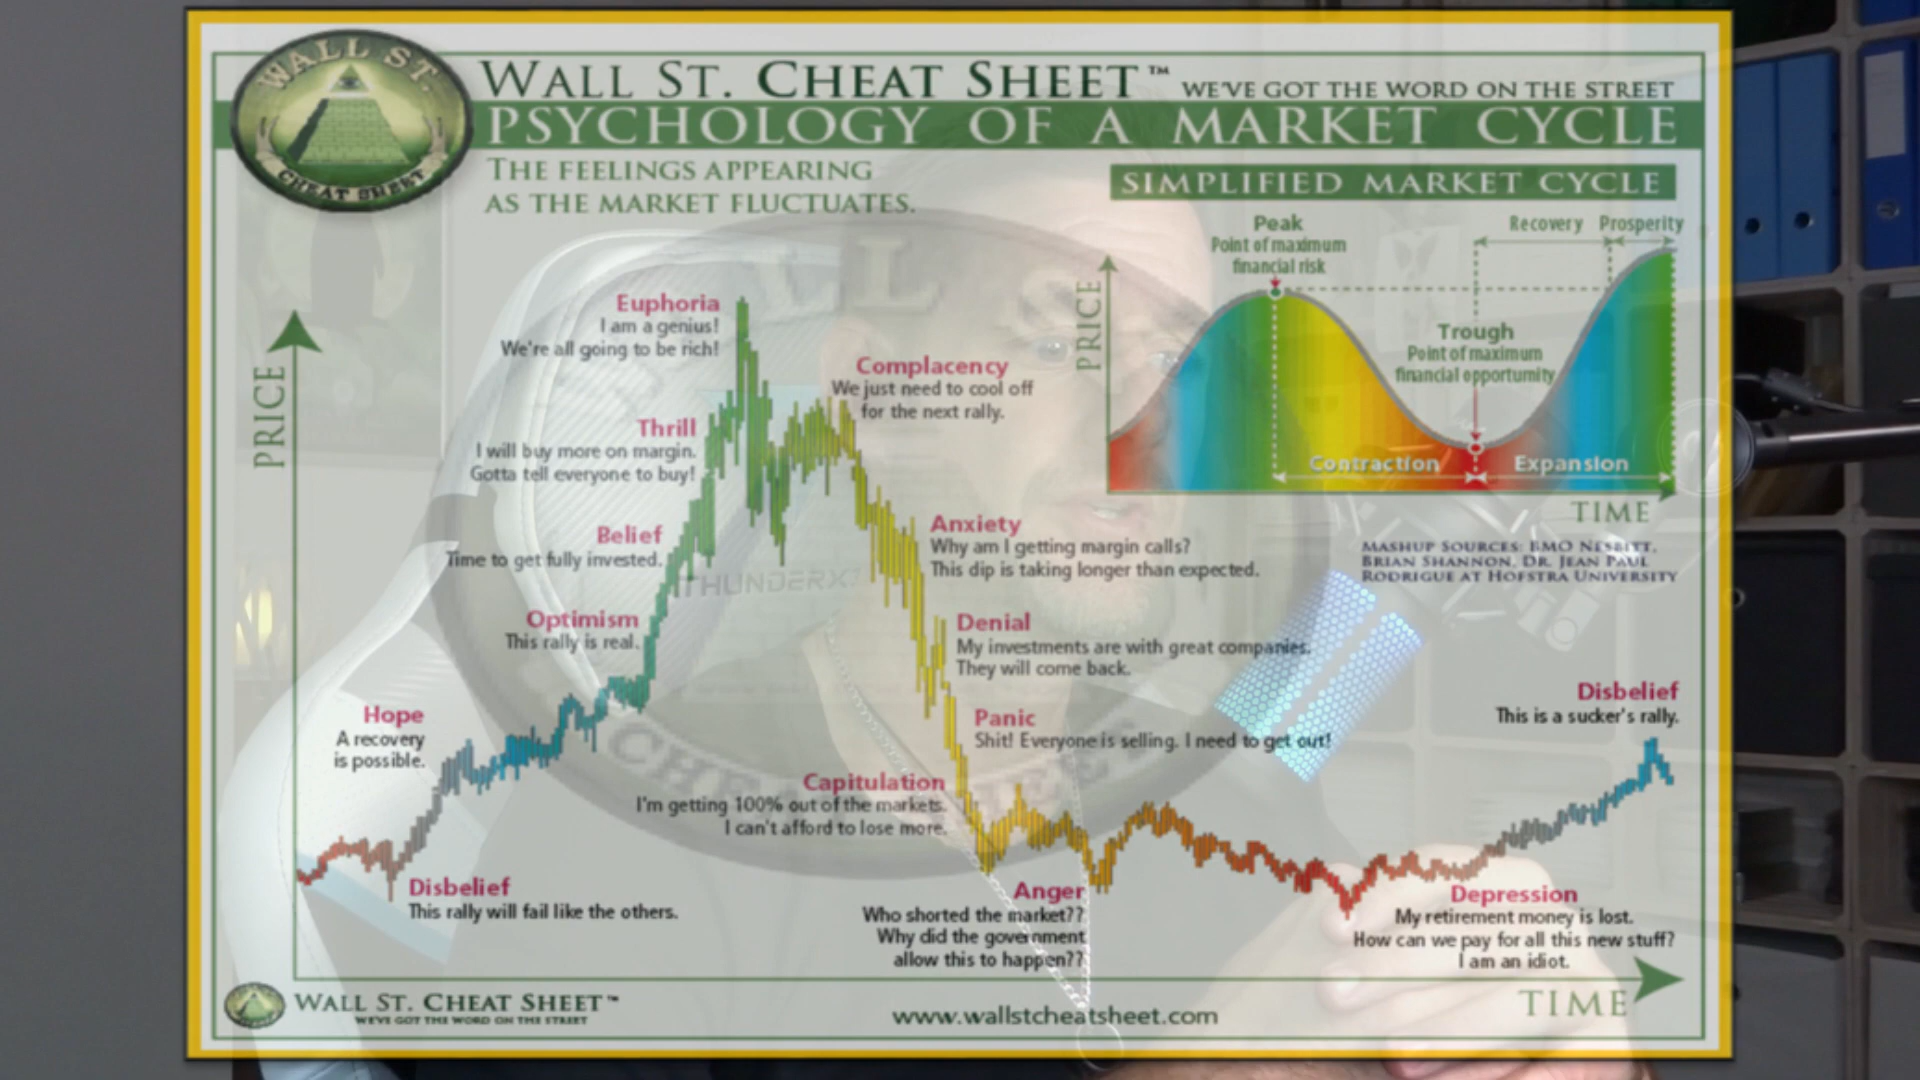 WALL ST.
CHEAT SHEET
WALL ST. CHEAT SHEET™
WE'VE GOT THE WORD ON THE STREET
PSYCHOLOGY OF A MARKET CYCLE
THE FEELINGS APPEARING
AS THE MARKET FLUCTUATES.
SIMPLIFIED MARKET CYCLE
Peak
Point of maximum
financial risk
Recovery
Prosperity
PRICE
Trough
Point of maximum
financial opportunity
Contraction
Expansion
TIME
MASHUP SOURCES: BMO NESBITT,
BRIAN SHANNON, DR. JEAN PAUL
RODRIGUE AT HOFSTRA UNIVERSITY
PRICE
Euphoria
I am a genius!
We're all going to be rich!
Complacency
We just need to cool off
for the next rally.
Thrill
I will buy more on margin.
Gotta tell everyone to buy!
Belief
Time to get fully invested.
Anxiety
Why am I getting margin calls?
This dip is taking longer than expected.
THUNDERX
Optimism
This rally is real.
Denial
My investments are with great companies.
They will come back.
Hope
A recovery
is possible.
Panic
Shit! Everyone is selling. I need to get out!
Disbelief
This is a sucker's rally.
Capitulation
I'm getting 100% out of the markets.
I can't afford to lose more.
Disbelief
This rally will fail like the others.
Anger
Who shorted the market??
Why did the government
allow this to happen??
Depression
My retirement money is lost.
How can we pay for all this new stuff?
I am an idiot.
WALL ST. CHEAT SHEET™
WE'VE GOT THE WORD ON THE STREET
www.wallstcheatsheet.com
TIME